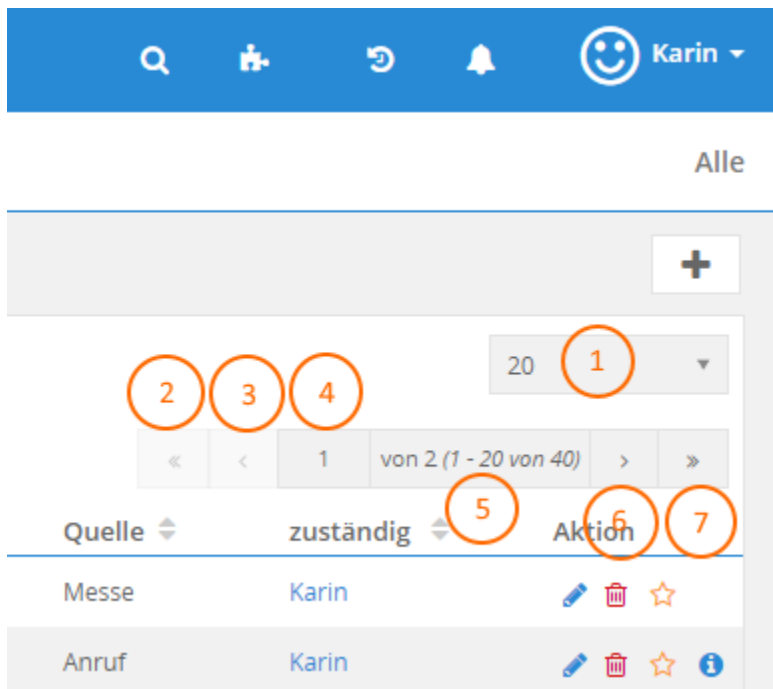 Karin
Alle
20 1
2 3 4
« < 1 von 2 (1 - 20 von 40) > »
5 6 7
Quelle zuständig Aktion
Messe Karin
Anruf Karin